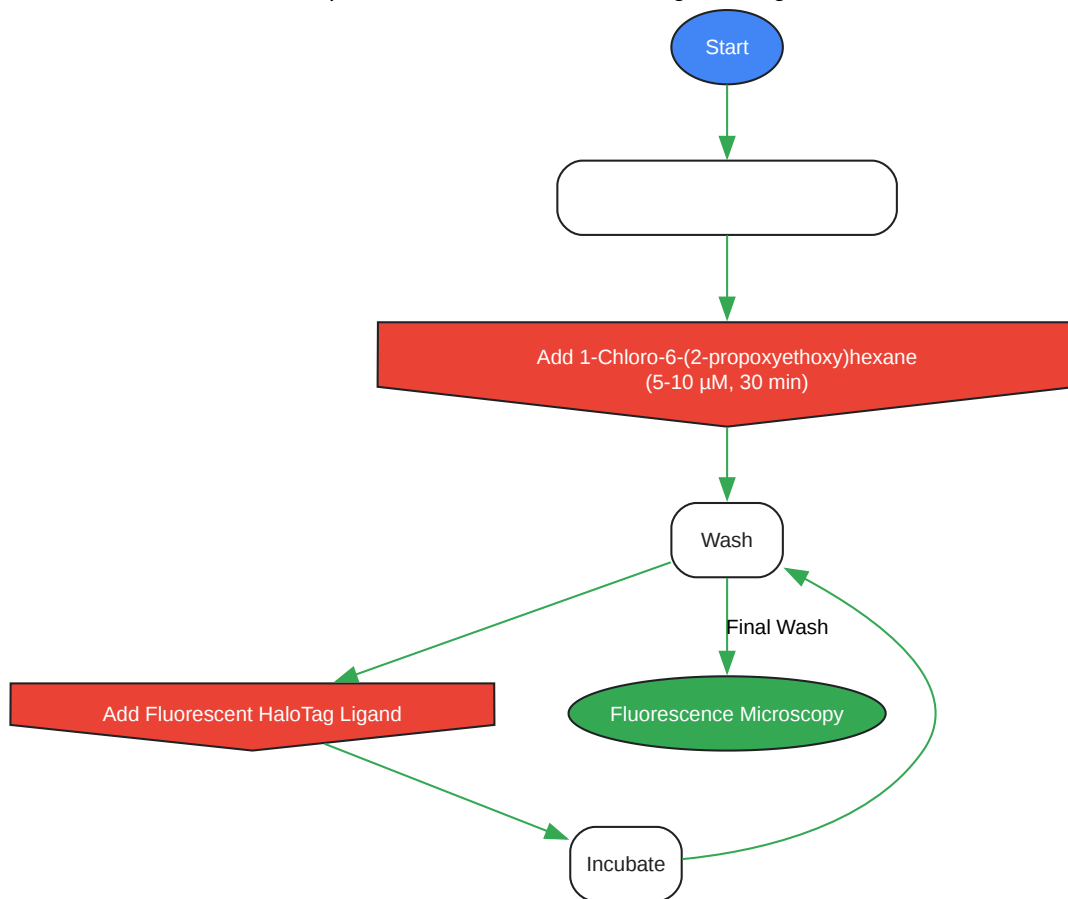 Start
Add 1-Chloro-6-(2-propoxyethoxy)hexane
(5-10 µM, 30 min)
Wash
Final Wash
Add Fluorescent HaloTag Ligand
Fluorescence Microscopy
Incubate